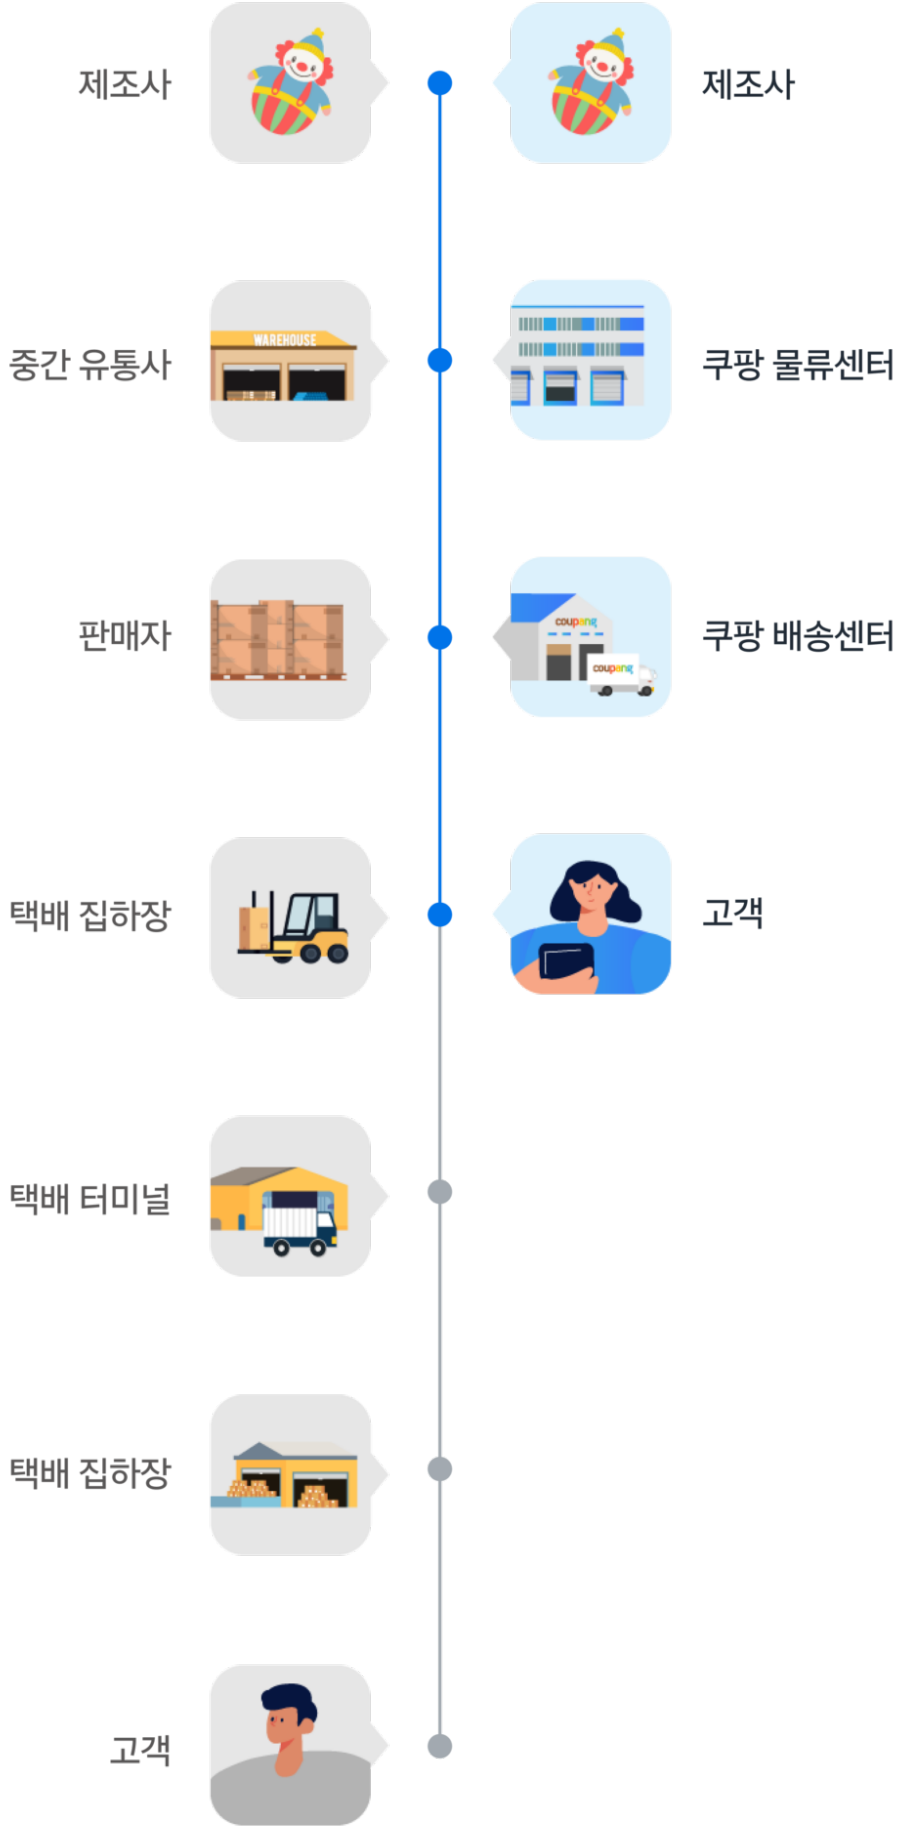 제조사
제조사
중간 유통사
WAREHOUSE
쿠팡 물류센터
판매자
coupang
coupang
쿠팡 배송센터
택배 집하장
고객
택배 터미널
택배 집하장
고객